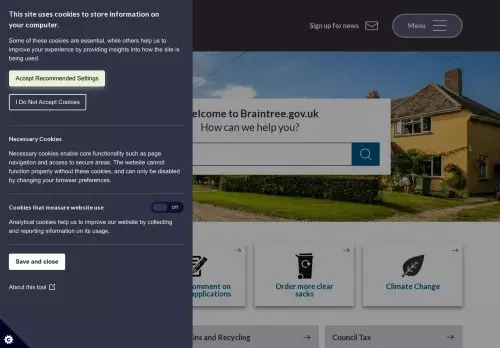 This site uses cookies to store information on
your computer.
Some of these cookies are essential, while others help us to
improve your experience by providing insights into how the site is
being used.
Accept Recommended Settings
I Do Not Accept Cookies
Necessary Cookies
Necessary cookies enable core functionality such as page
navigation and access to secure areas. The website cannot
function properly without these cookies, and can only be disabled
by changing your browser preferences.
Cookies that measure website use
On
Analytical cookies help us to improve our website by collecting
and reporting information on its usage.
Save and close
About this tool
Sign up for news
Menu
elcome to Braintree.gov.uk
How can we help you?
omment on
applications
Order more clear
sacks
Climate Change
ins and Recycling
Council Tax